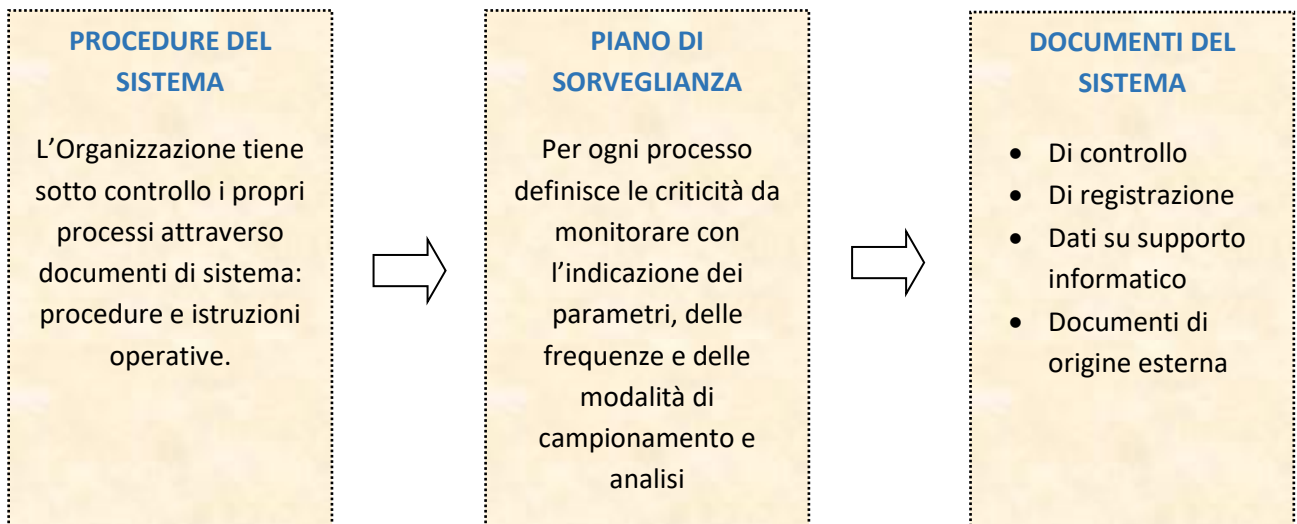 PROCEDURE DEL
SISTEMA
L’Organizzazione tiene
sotto controllo i propri
processi attraverso
documenti di sistema:
procedure e istruzioni
operative.
PIANO DI
SORVEGLIANZA
Per ogni processo
definisce le criticità da
monitorare con
l’indicazione dei
parametri, delle
frequenze e delle
modalità di
campionamento e
analisi
DOCUMENTI DEL
SISTEMA
• Di controllo
• Di registrazione
• Dati su supporto
informatico
• Documenti di
origine esterna